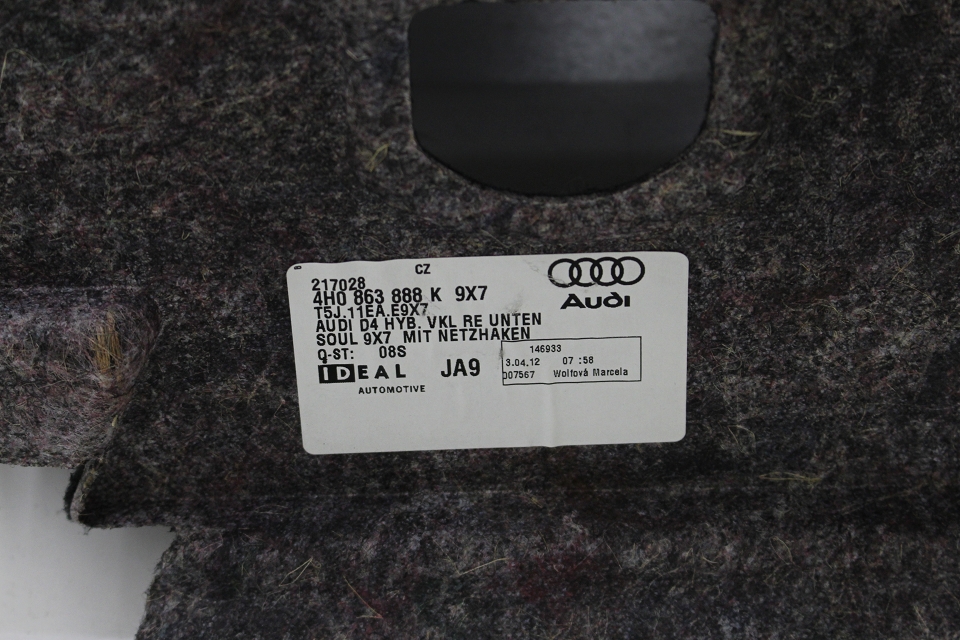 CZ
217028
4H0 863 888 K 9X7
Audi
T5J.11EA.E9X7
AUDI D4 HYB. VKL RE UNTEN
SOUL 9X7 MIT NETZHAKEN
Q-ST: 08S
146933
3.04.12 07:58
007567 Wolfová Marcela
IDEAL JA9
AUTOMOTIVE